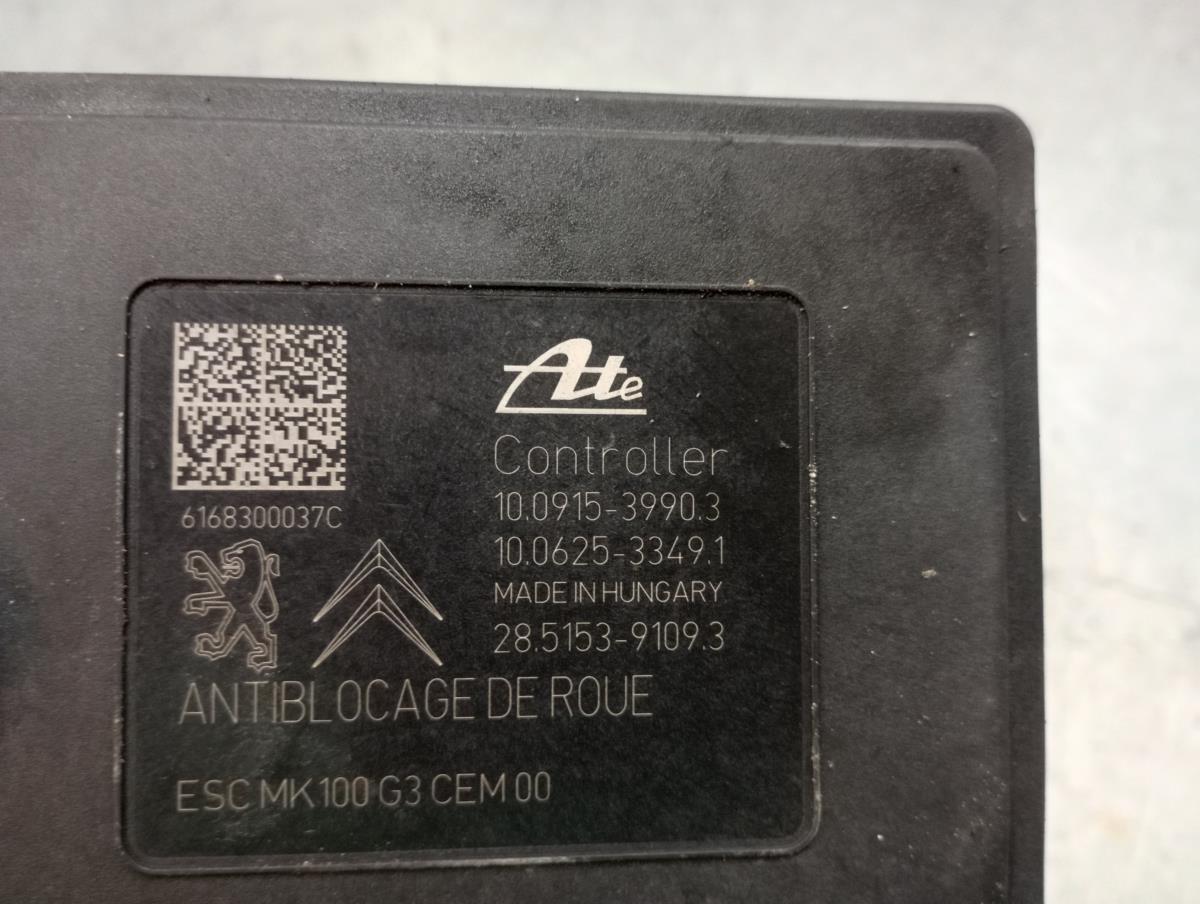 Ate
Controller
10.0915-3990.3
10.0625-3349.1
MADE IN HUNGARY
28.5153-9109.3
6168300037C
ANTIBLOCAGE DE ROUE
ESC MK100 G3 CEM 00